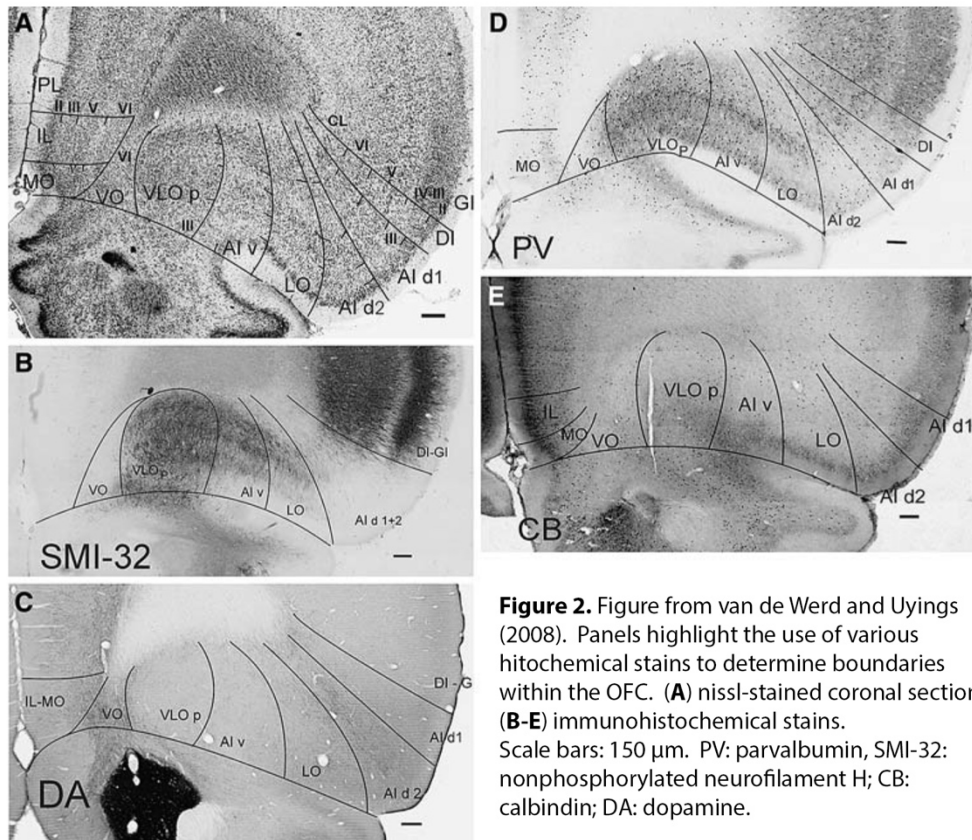 A
PL
II III V VI
IL
VI
MO
VO
VLO p
III
AI v
LO
AI d2
AI d1
DI
GI
CL
VI
V
IV-III
II
III
B
VO
VLOP
AI v
LO
AI d 1+2
DI-GI
SMI-32
C
IL-MO
VO
VLO p
AI v
LO
AI d 2
AI d1
DI - G
DA
D
MO
VO
VLOP
AI v
LO
AI d2
AI d1
DI
PV
E
IL
MO
VO
VLO p
AI v
LO
AI d1
AI d2
CB
Figure 2. Figure from van de Werd and Uyings
(2008). Panels highlight the use of various
hitochemical stains to determine boundaries
within the OFC. (A) nissl-stained coronal section
(B-E) immunohistochemical stains.
Scale bars: 150 µm. PV: parvalbumin, SMI-32:
nonphosphorylated neurofilament H; CB:
calbindin; DA: dopamine.